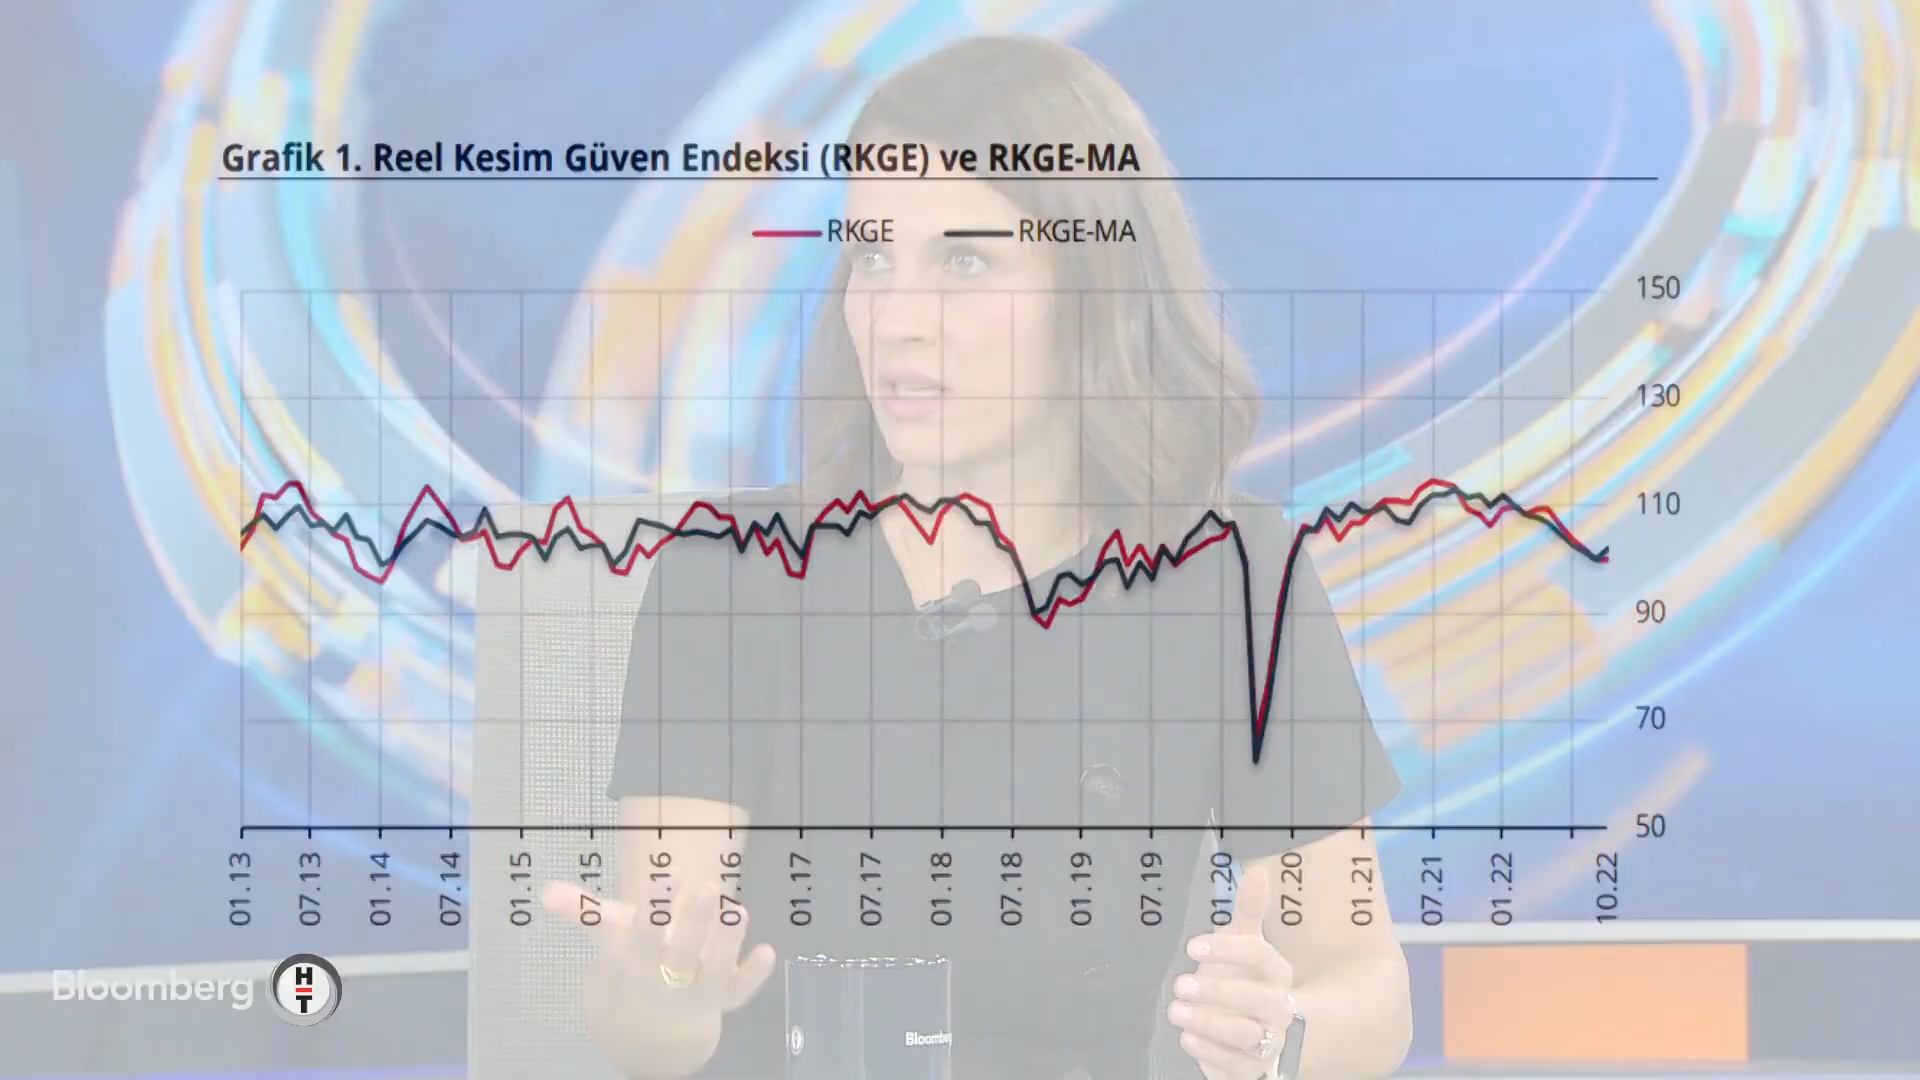 Grafik 1. Reel Kesim Güven Endeksi (RKGE) ve RKGE-MA
RKGE RKGE-MA
150
130
110
90
70
50
01.13 07.13 01.14 07.14 01.15 07.15 01.16 07.16 01.17 07.17 01.18 07.18 01.19 07.19 01.20 07.20 01.21 07.21 01.22 10.22
Bloomberg HT
Bloomberg